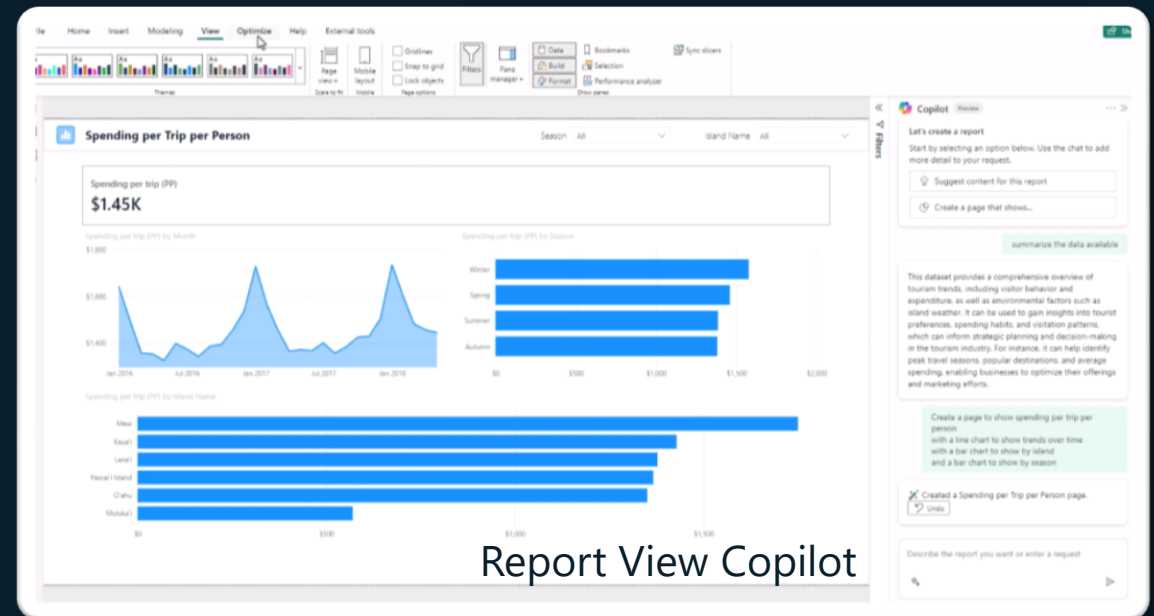 ile Home Insert Modeling View Optimize Help External tools
Sh
Aa Aa Aa Aa Aa
Themes
Page view
Scale to fit
Mobile layout
Mobile
Gridlines
Snap to grid
Lock objects
Page options
Filters
Pane manager
Data
Build
Format
Bookmarks
Selection
Performance analyzer
Sync slicers
Show panes
Spending per Trip per Person
Season All
Island Name All
Spending per trip (PP)
$1.45K
Spending per trip (PP) by Month
$1,800
$1,600
$1,400
Jan 2016 Jul 2016 Jan 2017 Jul 2017 Jan 2018
Spending per trip (PP) by Season
Winter
Spring
Summer
Autumn
$0 $500 $1,000 $1,500 $2,000
Spending per trip (PP) by Island Name
Maui
Kaua'i
Lana'i
Hawai'i Island
O'ahu
Moloka'i
$0 $500 $1,000 $1,500
Report View Copilot
Filters
Copilot Preview
Let's create a report
Start by selecting an option below. Use the chat to add
more detail to your request.
Suggest content for this report
Create a page that shows...
summarize the data available
This dataset provides a comprehensive overview of
tourism trends, including visitor behavior and
expenditure, as well as environmental factors such as
island weather. It can be used to gain insights into tourist
preferences, spending habits, and visitation patterns,
which can inform strategic planning and decision-making
in the tourism industry. For instance, it can help identify
peak travel seasons, popular destinations, and average
spending, enabling businesses to optimize their offerings
and marketing efforts.
Create a page to show spending per trip per
person
with a line chart to show trends over time
with a bar chart to show by island
and a bar chart to show by season
Created a Spending per Trip per Person page.
Undo
Describe the report you want or enter a request